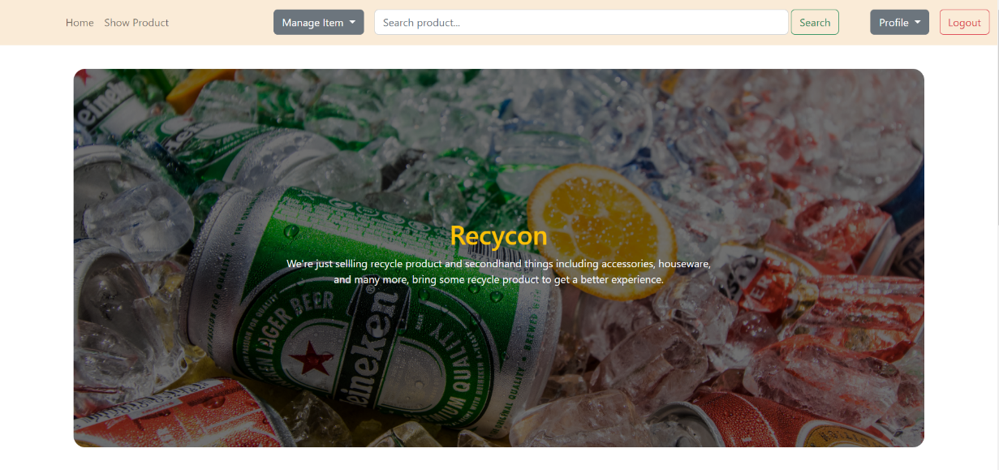 Home
Show Product
Manage Item
Search product...
Search
Profile
Logout
Recycon
We're just sellling recycle product and secondhand things including accessories, houseware,
and many more, bring some recycle product to get a better experience.
LAGER BEER
Heineken
QUALITY